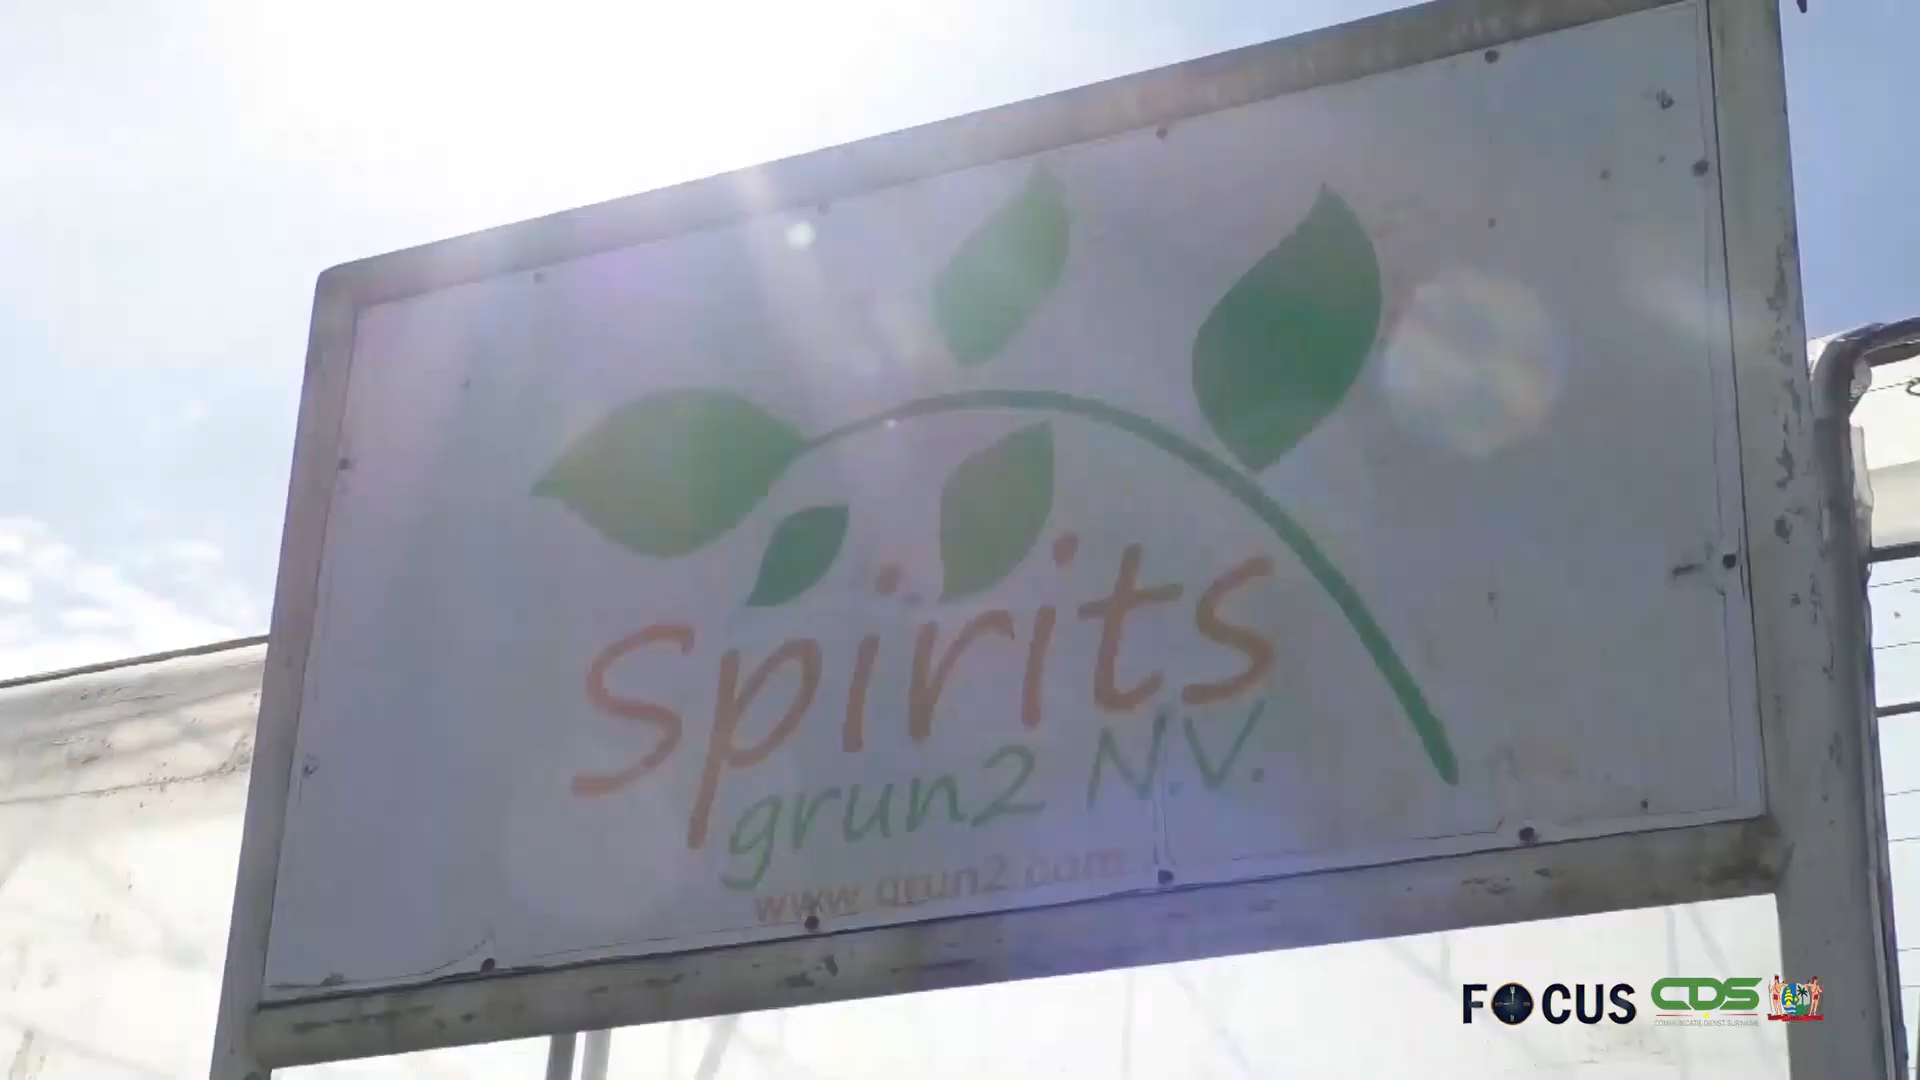 Spirits
grun2 N.V.
www.grun2.com
FOCUS
CDS
COMMUNICATIE DIENST SURINAME